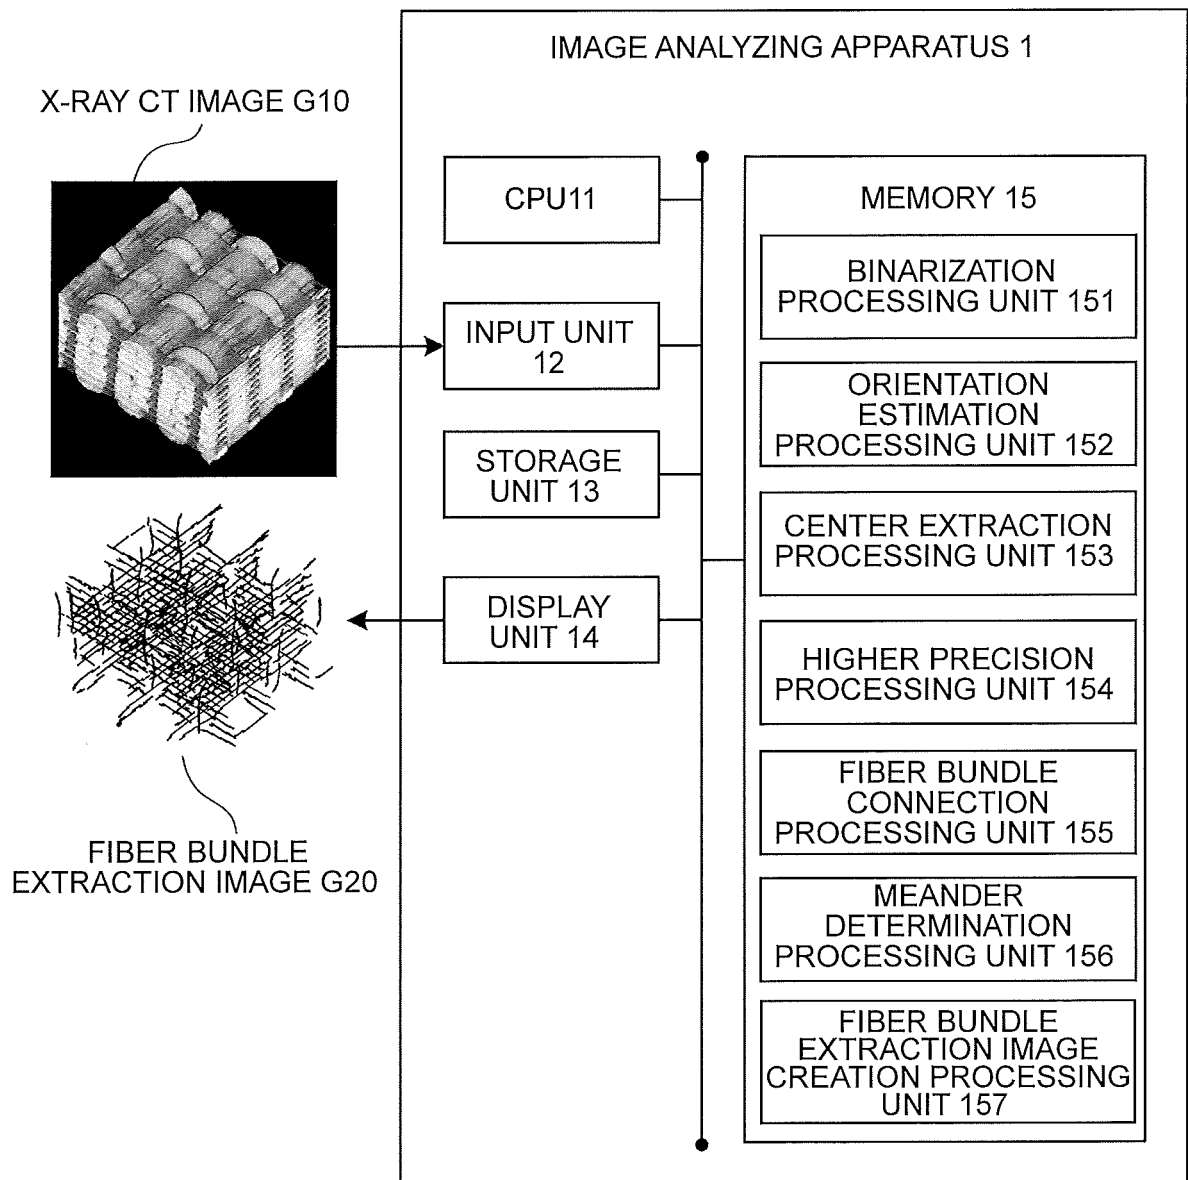 IMAGE ANALYZING APPARATUS 1
X-RAY CT IMAGE G10
CPU11
INPUT UNIT
12
STORAGE
UNIT 13
DISPLAY
UNIT 14
FIBER BUNDLE
EXTRACTION IMAGE G20
MEMORY 15
BINARIZATION
PROCESSING UNIT 151
ORIENTATION
ESTIMATION
PROCESSING UNIT 152
CENTER EXTRACTION
PROCESSING UNIT 153
HIGHER PRECISION
PROCESSING UNIT 154
FIBER BUNDLE
CONNECTION
PROCESSING UNIT 155
MEANDER
DETERMINATION
PROCESSING UNIT 156
FIBER BUNDLE
EXTRACTION IMAGE
CREATION PROCESSING
UNIT 157